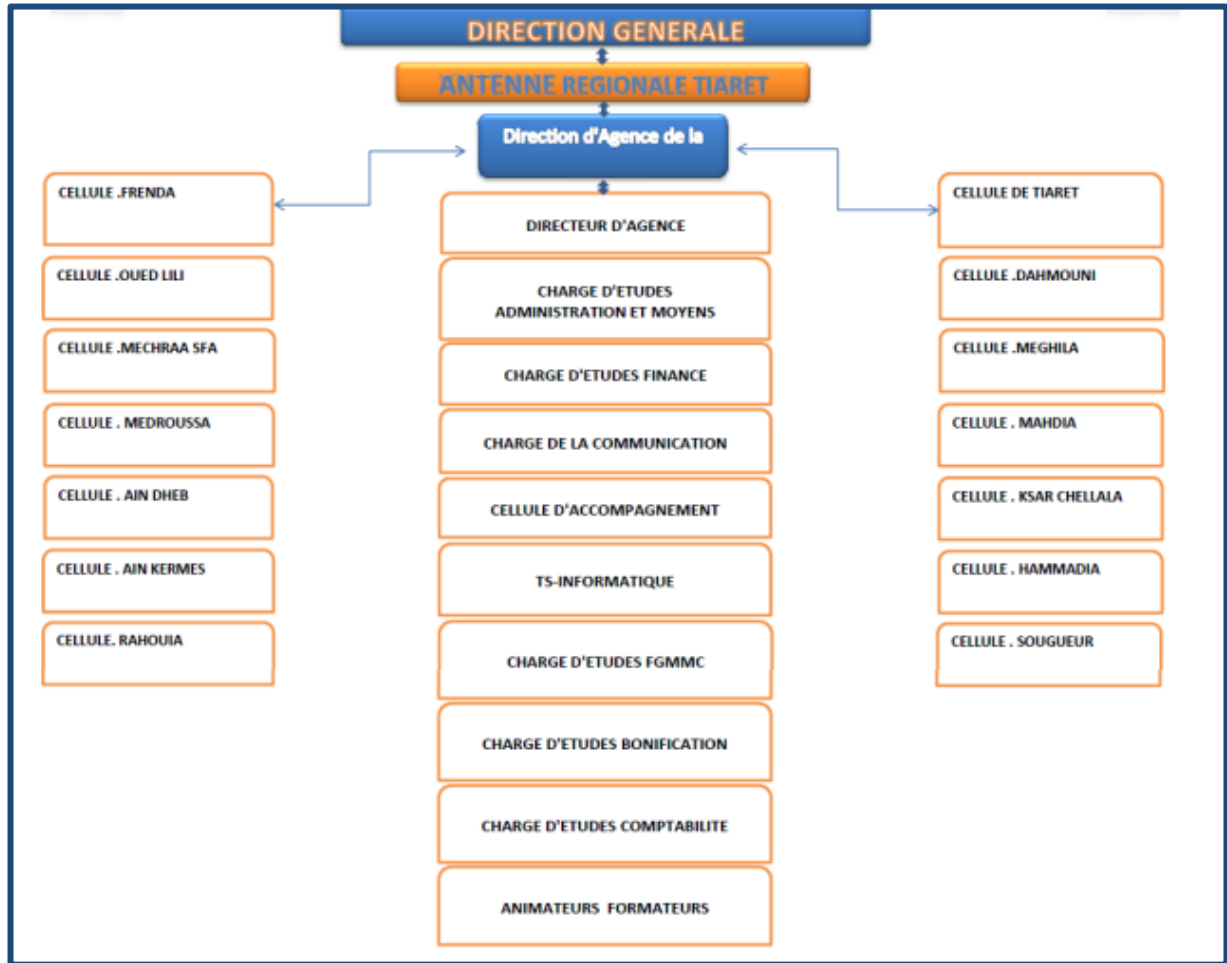 DIRECTION GENERALE
ANTENNE REGIONALE TIARET
Direction d'Agence de la
CELLULE .FRENDA
CELLULE .OUED LILI
CELLULE .MECHRAA SFA
CELLULE . MEDROUSSA
CELLULE . AIN DHEB
CELLULE . AIN KERMES
CELLULE. RAHOUIA
DIRECTEUR D'AGENCE
CHARGE D'ETUDES
ADMINISTRATION ET MOYENS
CHARGE D'ETUDES FINANCE
CHARGE DE LA COMMUNICATION
CELLULE D'ACCOMPAGNEMENT
TS-INFORMATIQUE
CHARGE D'ETUDES FGMMC
CHARGE D'ETUDES BONIFICATION
CHARGE D'ETUDES COMPTABILITE
ANIMATEURS FORMATEURS
CELLULE DE TIARET
CELLULE .DAHMOUNI
CELLULE .MEGHILA
CELLULE . MAHDIA
CELLULE . KSAR CHELLALA
CELLULE . HAMMADIA
CELLULE . SOUGUEUR